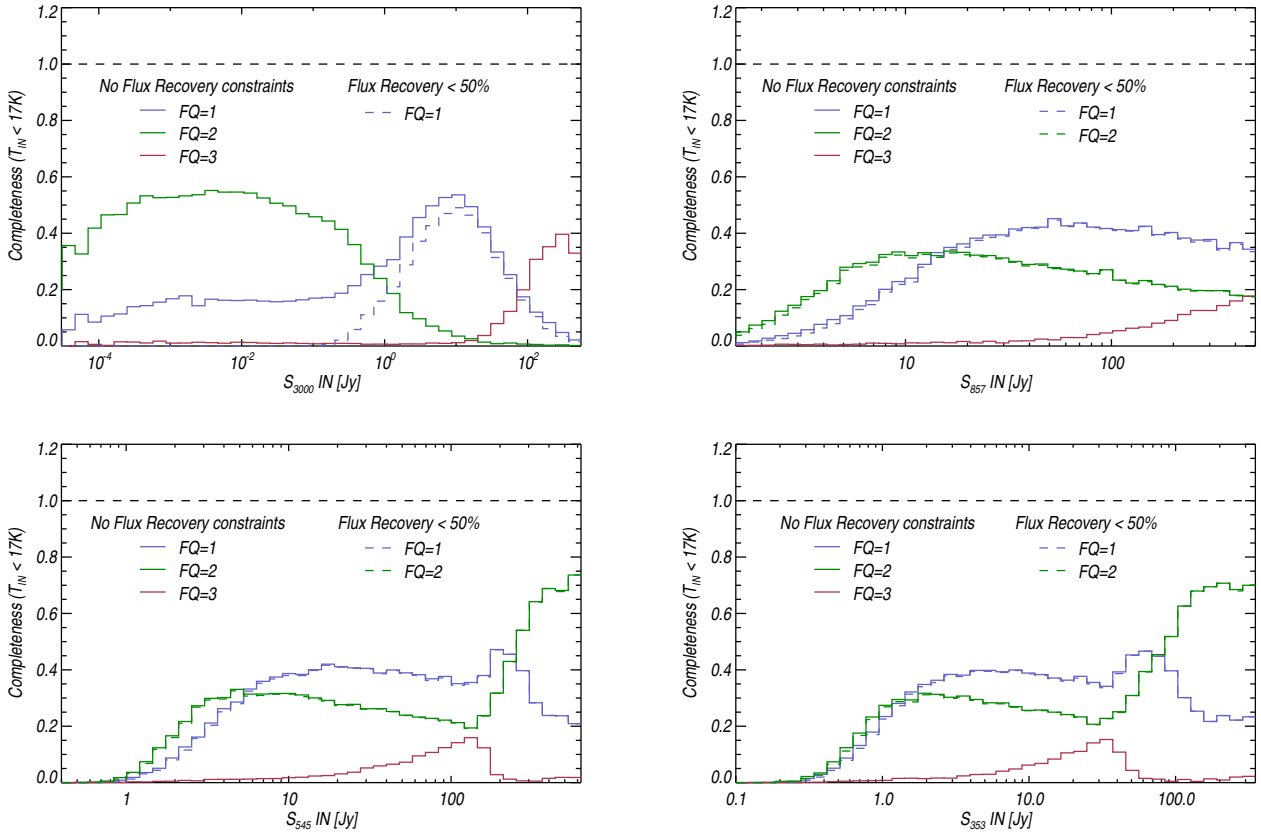 1.2
1.0
0.8
0.6
0.4
0.2
0.0
Completeness (T_IN < 17K)
No Flux Recovery constraints
FQ=1
FQ=2
FQ=3
Flux Recovery < 50%
FQ=1
10^-4
10^-2
10^0
10^2
S_3000 IN [Jy]
1.2
1.0
0.8
0.6
0.4
0.2
0.0
Completeness (T_IN < 17K)
No Flux Recovery constraints
FQ=1
FQ=2
FQ=3
Flux Recovery < 50%
FQ=1
FQ=2
10
100
S_857 IN [Jy]
1.2
1.0
0.8
0.6
0.4
0.2
0.0
Completeness (T_IN < 17K)
No Flux Recovery constraints
FQ=1
FQ=2
FQ=3
Flux Recovery < 50%
FQ=1
FQ=2
1
10
100
S_545 IN [Jy]
1.2
1.0
0.8
0.6
0.4
0.2
0.0
Completeness (T_IN < 17K)
No Flux Recovery constraints
FQ=1
FQ=2
FQ=3
Flux Recovery < 50%
FQ=1
FQ=2
0.1
1.0
10.0
100.0
S_353 IN [Jy]